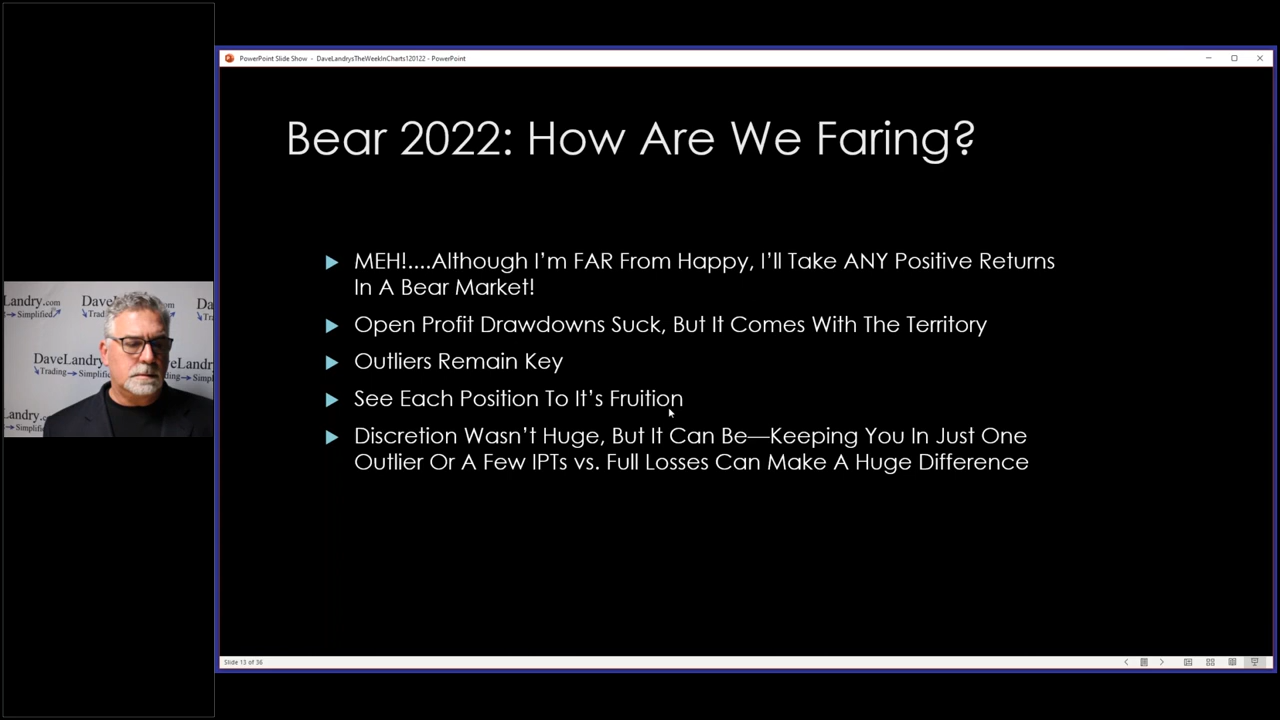 PowerPoint Slide Show - DaveLandrysTheWeekInCharts120122 - PowerPoint
Bear 2022: How Are We Faring?
MEH!....Although I'm FAR From Happy, I'll Take ANY Positive Returns
In A Bear Market!
Open Profit Drawdowns Suck, But It Comes With The Territory
Outliers Remain Key
See Each Position To It's Fruition
Discretion Wasn't Huge, But It Can Be—Keeping You In Just One
Outlier Or A Few IPTs vs. Full Losses Can Make A Huge Difference
Landry.com
DaveLa
Da
DaveLandry
Trading
Simplified
Slide 13 of 36